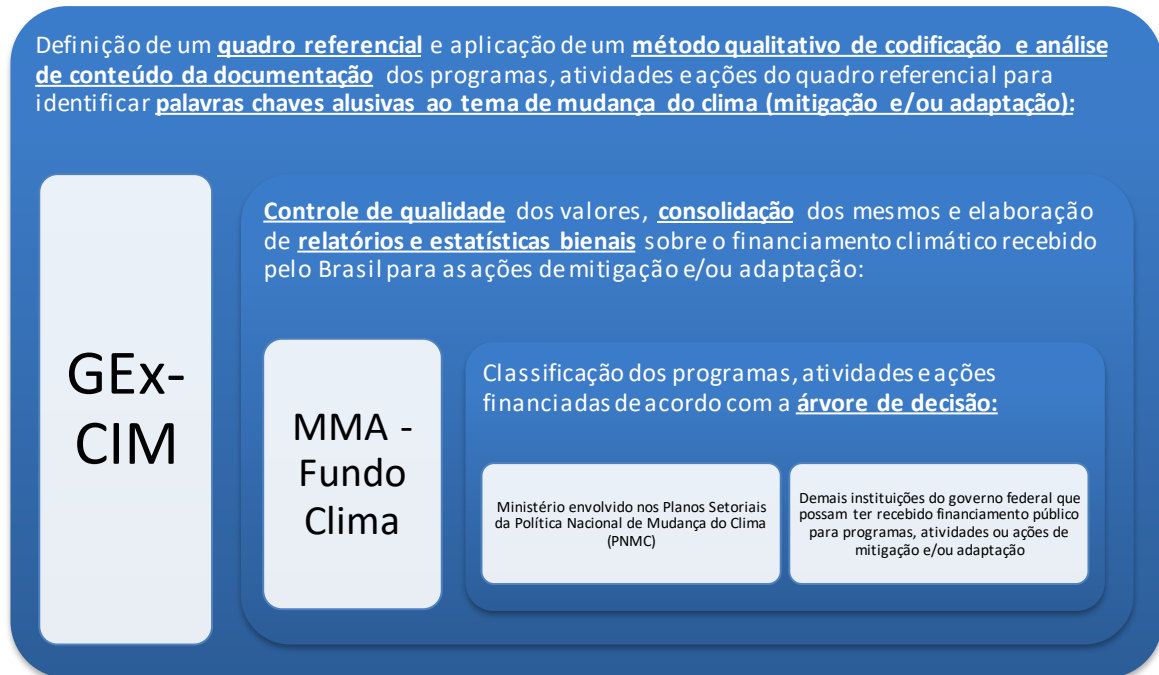 Definição de um quadro referencial e aplicação de um método qualitativo de codificação e análise
de conteúdo da documentação dos programas, atividades e ações do quadro referencial para
identificar palavras chaves alusivas ao tema de mudança do clima (mitigação e/ou adaptação):
GEx-
CIM
Controle de qualidade dos valores, consolidação dos mesmos e elaboração
de relatórios e estatísticas bienais sobre o financiamento climático recebido
pelo Brasil para as ações de mitigação e/ou adaptação:
MMA -
Fundo
Clima
Classificação dos programas, atividades e ações
financiadas de acordo com a árvore de decisão:
Ministério envolvido nos Planos Setoriais
da Política Nacional de Mudança do Clima
(PNMC)
Demais instituições do governo federal que
possam ter recebido financiamento público
para programas, atividades ou ações de
mitigação e/ou adaptação